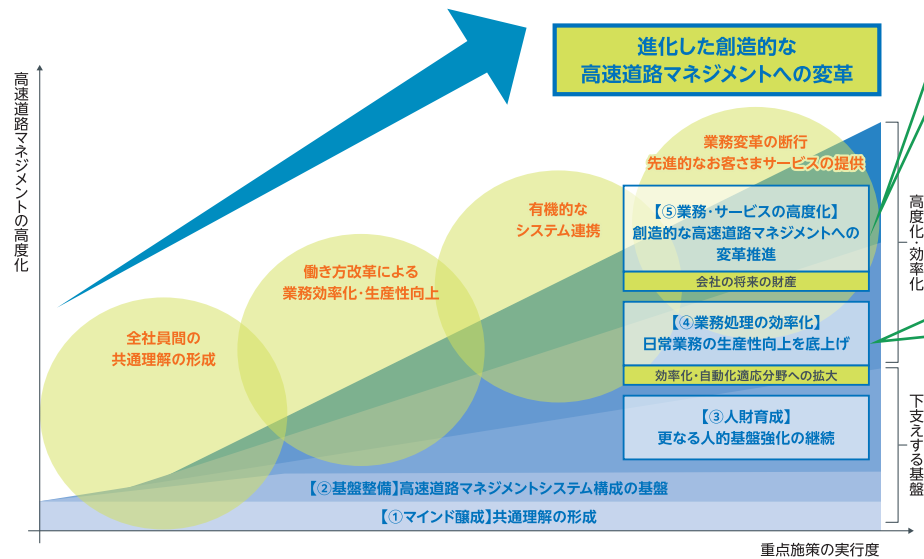 進化した創造的な
高速道路マネジメントへの変革
高速道路マネジメントの高度化
業務変革の断行
先進的なお客さまサービスの提供
有機的な
システム連携
働き方改革による
業務効率化・生産性向上
全社員間の
共通理解の形成
【⑤業務・サービスの高度化】
創造的な高速道路マネジメントへの
変革推進
会社の将来の財産
【④業務処理の効率化】
日常業務の生産性向上を底上げ
効率化・自動化適応分野への拡大
【③人財育成】
更なる人的基盤強化の継続
【②基盤整備】高速道路マネジメントシステム構成の基盤
【①マインド醸成】共通理解の形成
高度化・効率化
下支えする基盤
重点施策の実行度